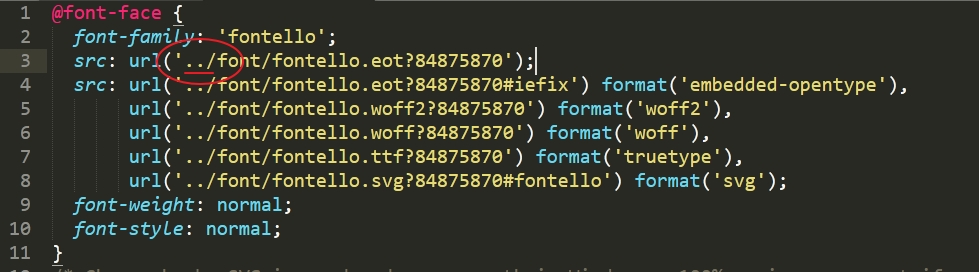 1 @font-face {
2 font-family: 'fontello';
3 src: url('../font/fontello.eot?84875870');
4 src: url('../font/fontello.eot?84875870#iefix') format('embedded-opentype'),
5 url('../font/fontello.woff2?84875870') format('woff2'),
6 url('../font/fontello.woff?84875870') format('woff'),
7 url('../font/fontello.ttf?84875870') format('truetype'),
8 url('../font/fontello.svg?84875870#fontello') format('svg');
9 font-weight: normal;
10 font-style: normal;
11 }